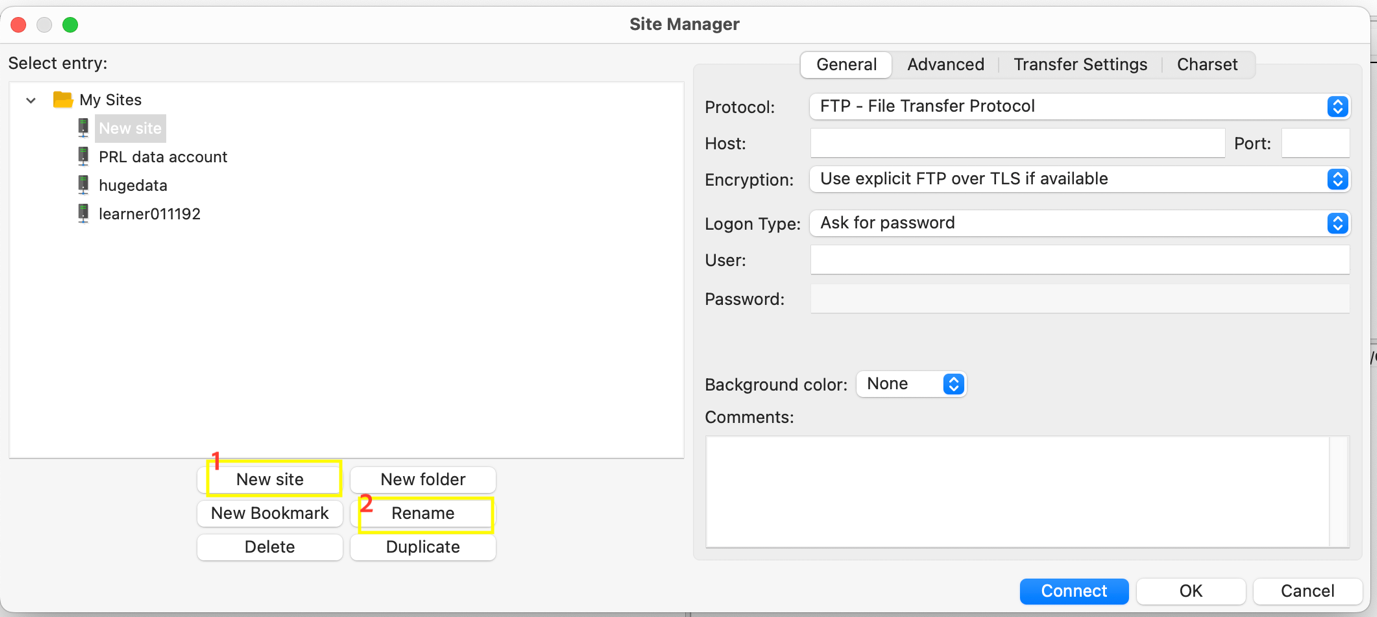 Site Manager
Select entry:
My Sites
New site
PRL data account
hugedata
learner011192
1
New site
New folder
New Bookmark
2
Rename
Delete
Duplicate
General
Advanced
Transfer Settings
Charset
Protocol:
FTP - File Transfer Protocol
Host:
Port:
Encryption:
Use explicit FTP over TLS if available
Logon Type:
Ask for password
User:
Password:
Background color:
None
Comments:
Connect
OK
Cancel